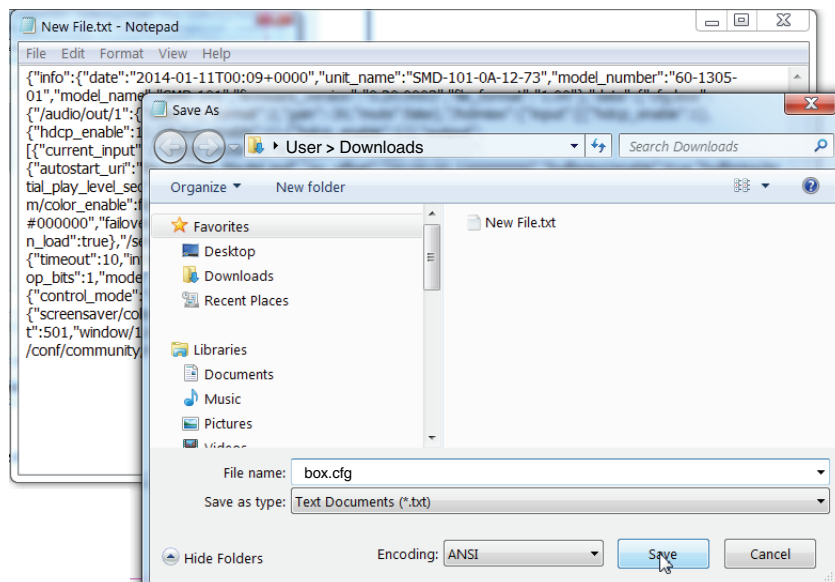 New File.txt - Notepad
File Edit Format View Help
{"info":{"date":"2014-01-11T00:09+0000","unit_name":"SMD-101-0A-12-73","model_number":"60-1305-
01","model_name
{"/audio/out/1":{
{"hdcp_enable":1
[{"current_input"
{"autostart_uri":"
tial_play_level_sec
m/color_enable":f
#000000","failove
n_load":true},"/se
{"timeout":10,"in
op_bits":1,"mode
{"control_mode":
{"screensaver/col
t":501,"window/1
/conf/community
Save As
User > Downloads
Search Downloads
Organize New folder
Favorites
Desktop
Downloads
Recent Places
Libraries
Documents
Music
Pictures
Videos
New File.txt
File name: box.cfg
Save as type: Text Documents (*.txt)
Hide Folders Encoding: ANSI Save Cancel